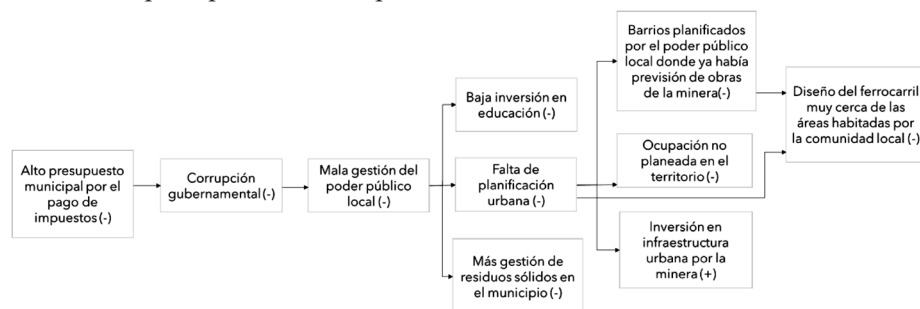 Alto presupuesto
municipal por el
pago de
impuestos (-)
Corrupción
gubernamental (-)
Mala gestión del
poder público
local (-)
Baja inversión en
educación (-)
Falta de
planificación
urbana (-)
Más gestión de
residuos sólidos en
el municipio (-)
Barrios planificados
por el poder público
local donde ya había
previsión de obras
de la minera(-)
Ocupación no
planeada en el
territorio (-)
Inversión en
infraestructura
urbana por la
minera (+)
Diseño del ferrocarril
muy cerca de las
áreas habitadas por
la comunidad local (-)